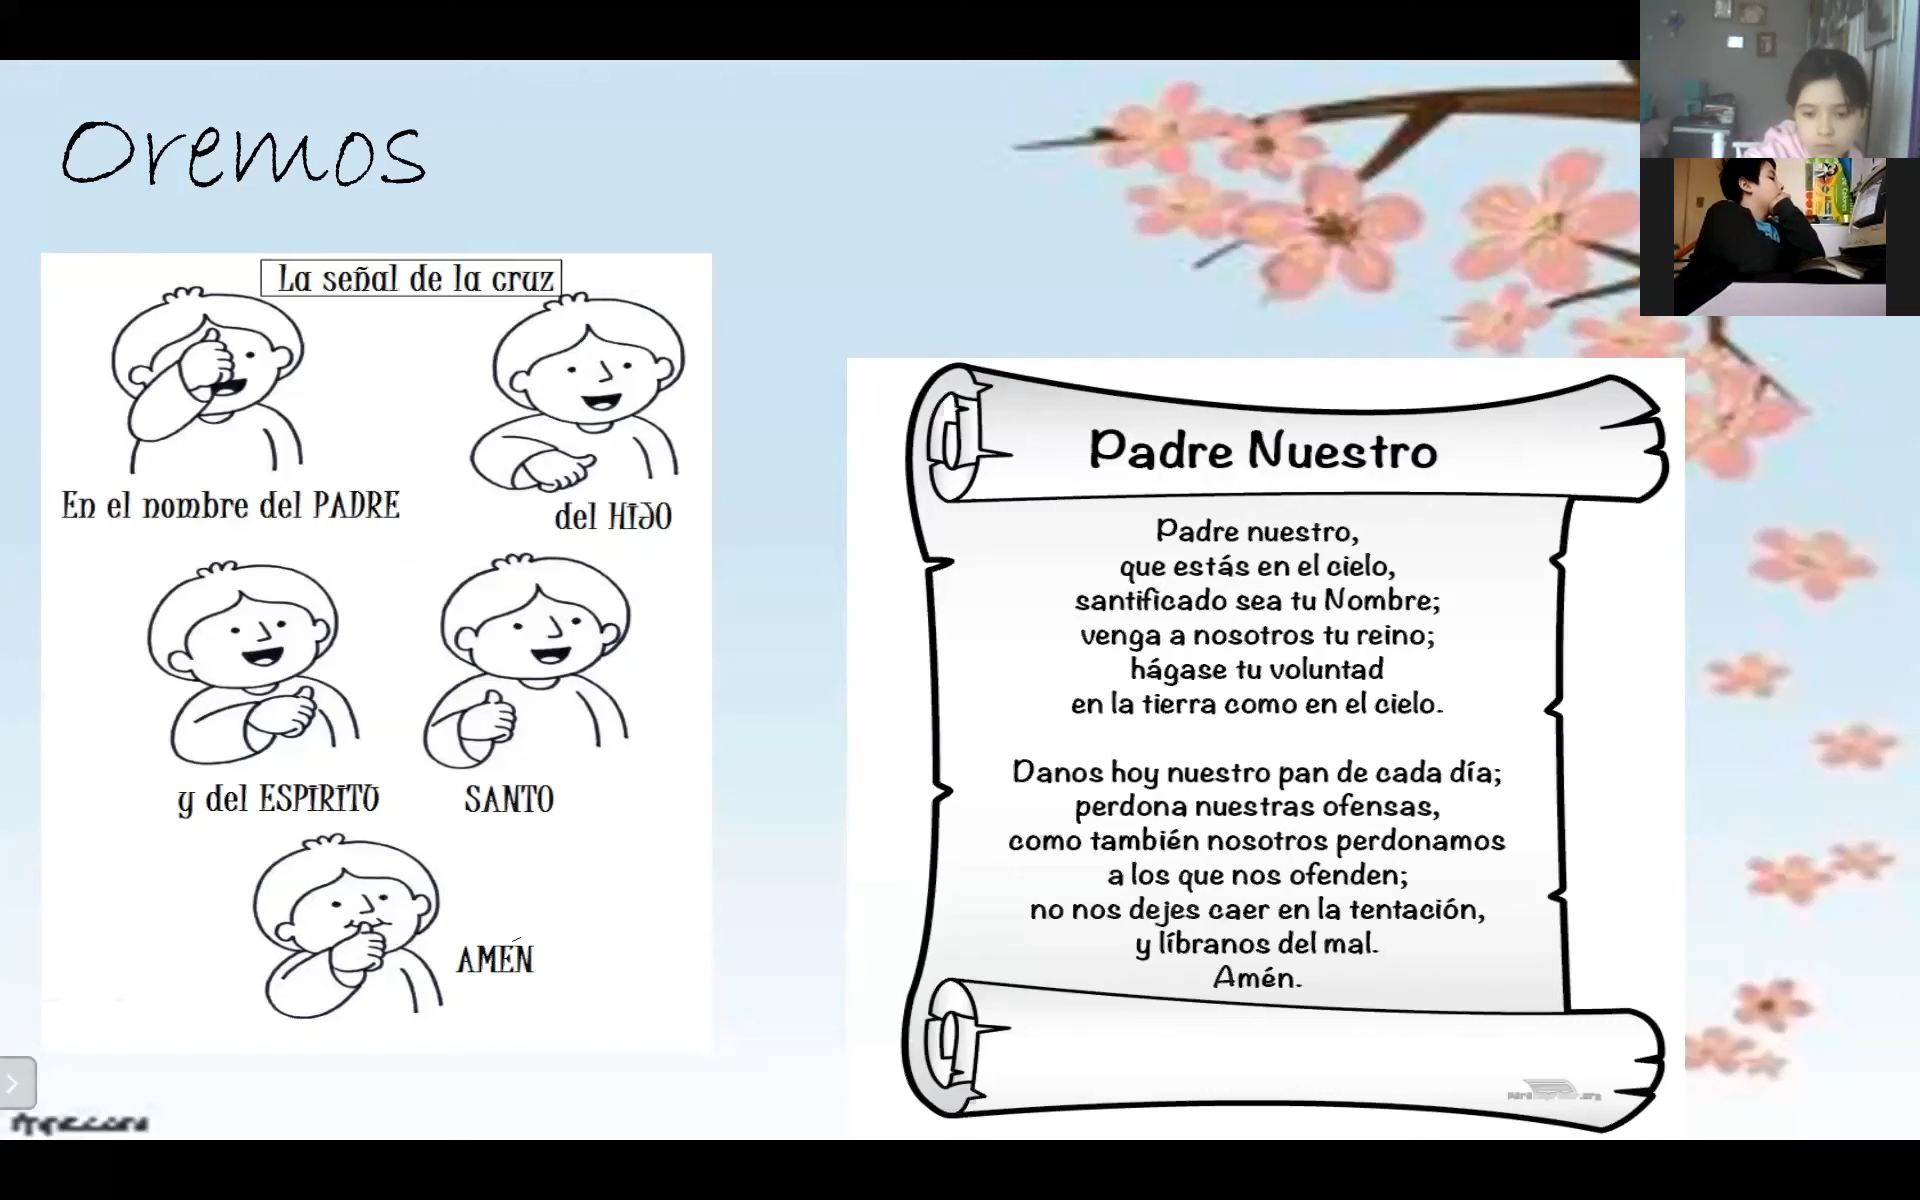 Oremos
La señal de la cruz
En el nombre del PADRE
del HIJO
y del ESPIRITU
SANTO
AMÉN
Padre Nuestro
Padre nuestro,
que estás en el cielo,
santificado sea tu Nombre;
venga a nosotros tu reino;
hágase tu voluntad
en la tierra como en el cielo.
Danos hoy nuestro pan de cada día;
perdona nuestras ofensas,
como también nosotros perdonamos
a los que nos ofenden;
no nos dejes caer en la tentación,
y líbranos del mal.
Amén.